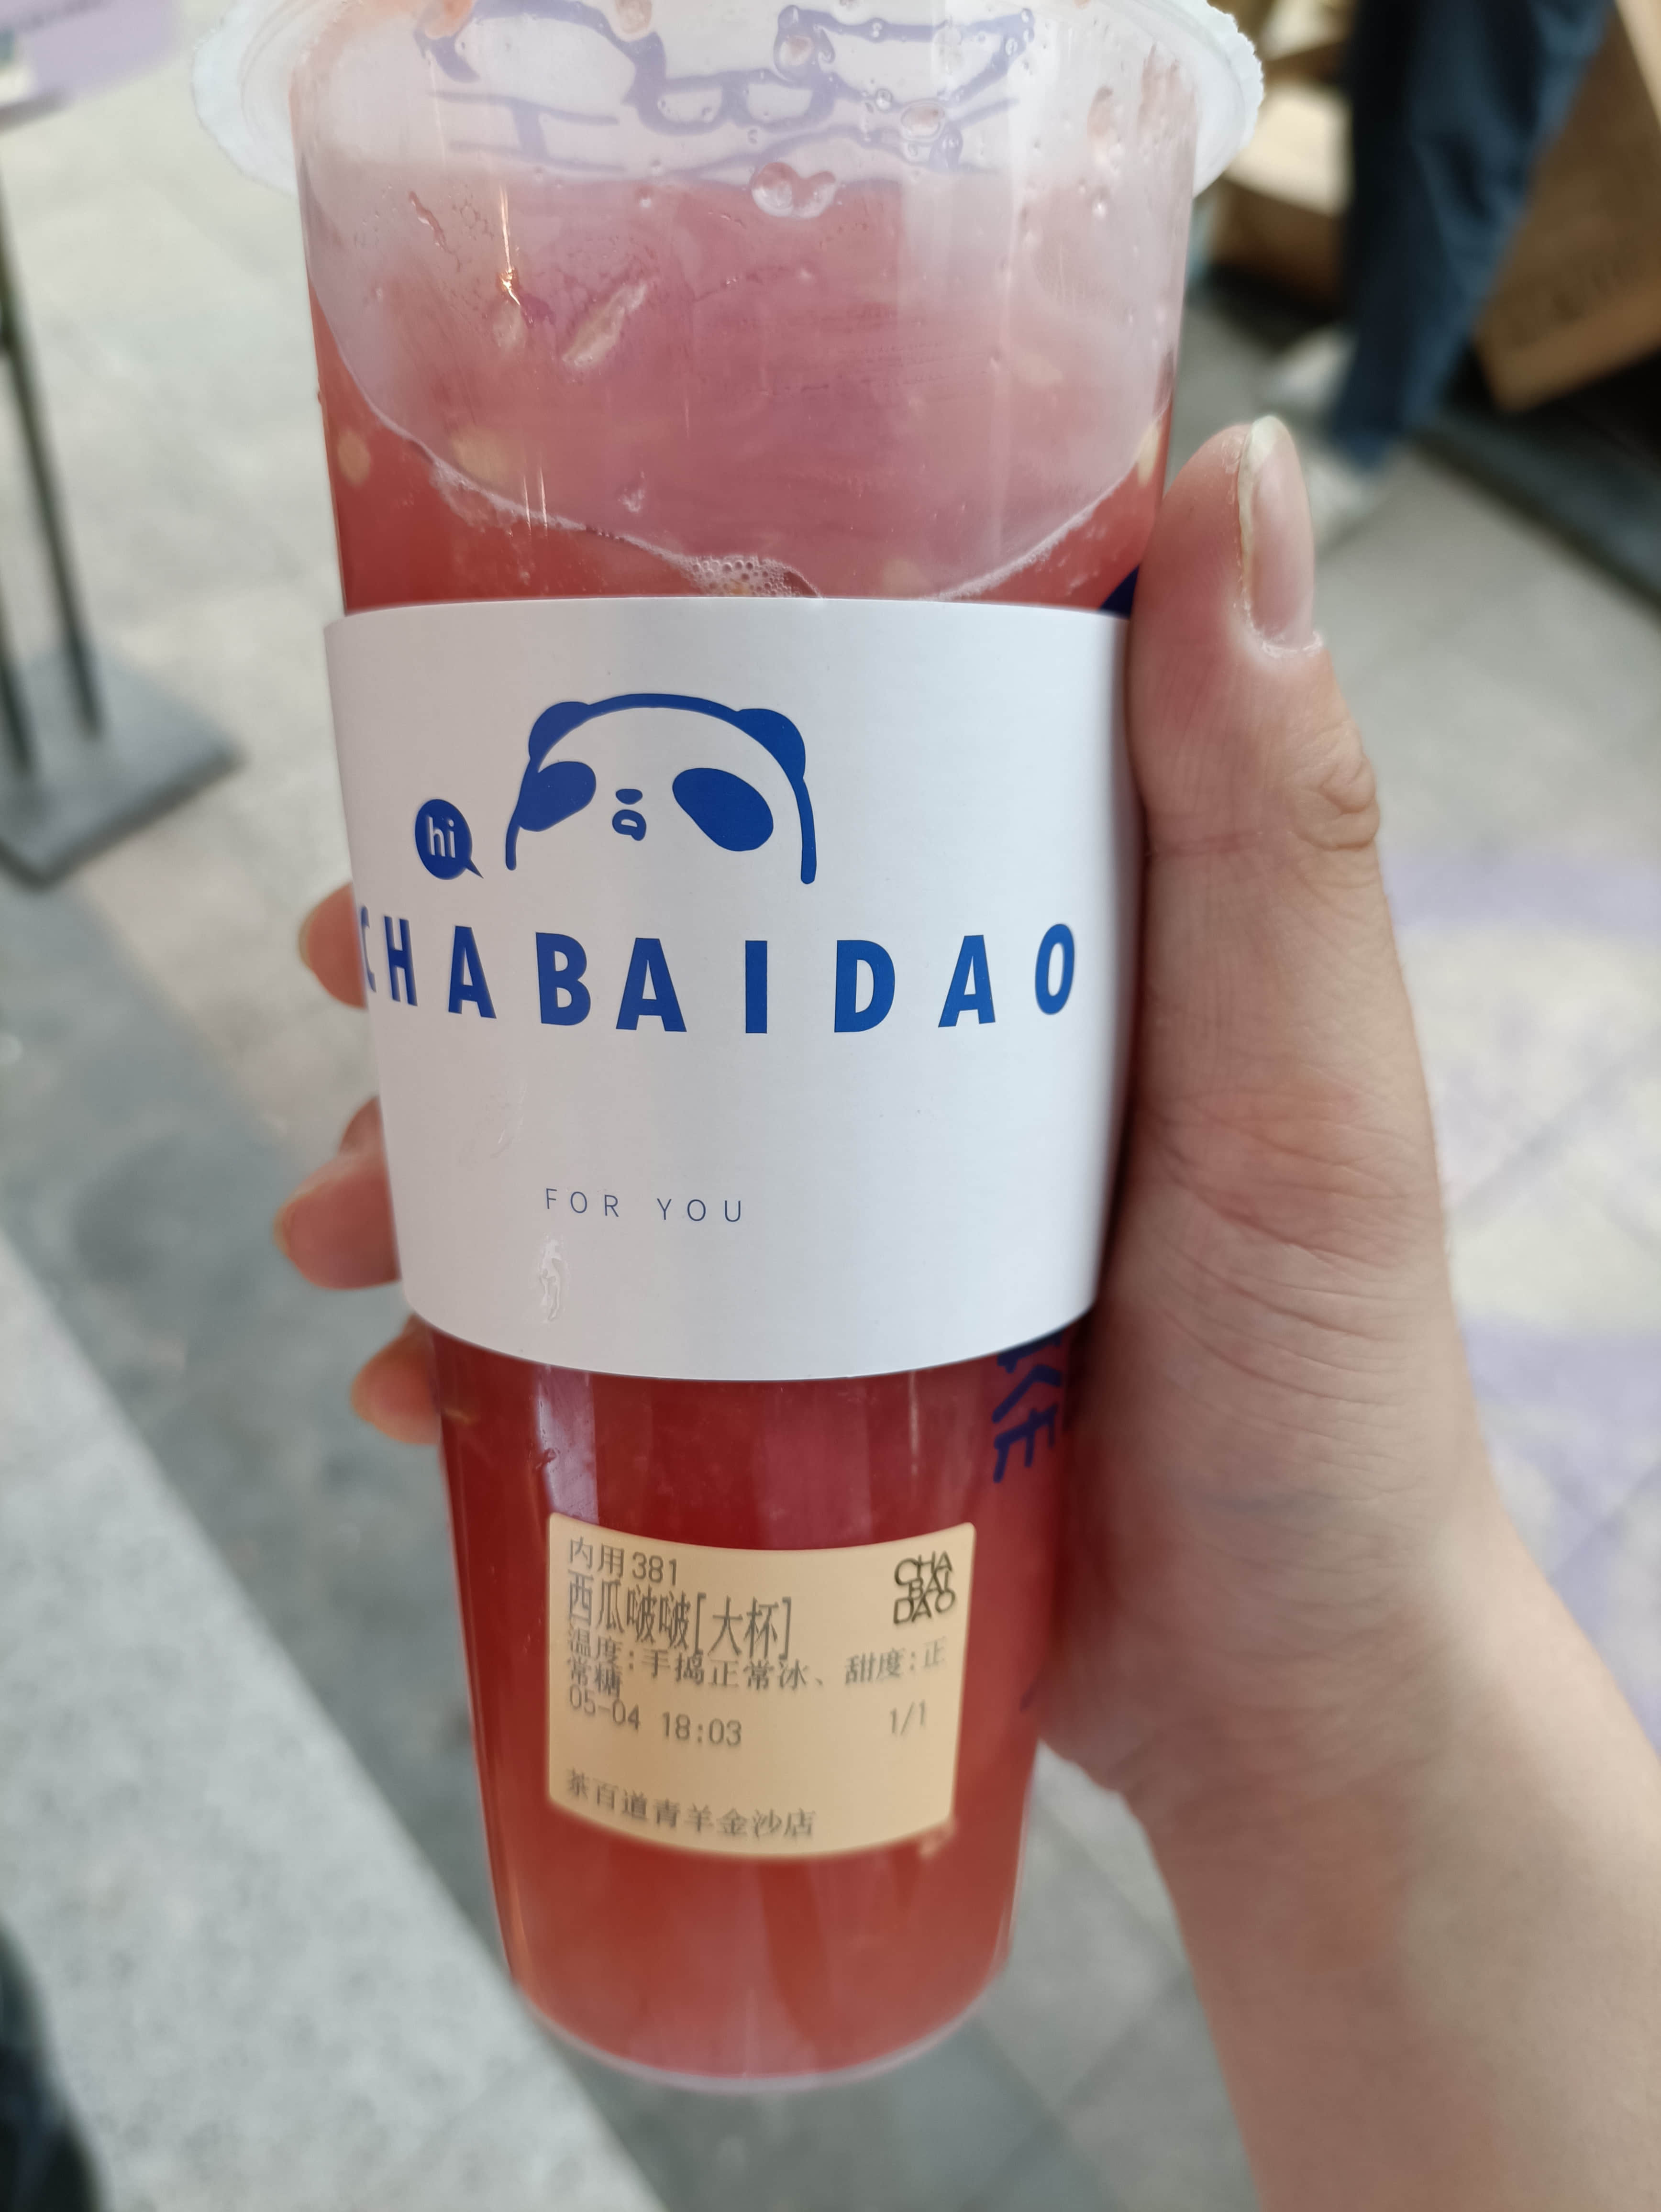 hi
CHABAIDAO
FOR YOU
内用381
西瓜啵啵[大杯]
温度:手捣正常冰、甜度:正
常糖
05-04 18:03 1/1
茶百道青羊金沙店
CHA
BAI
DAO